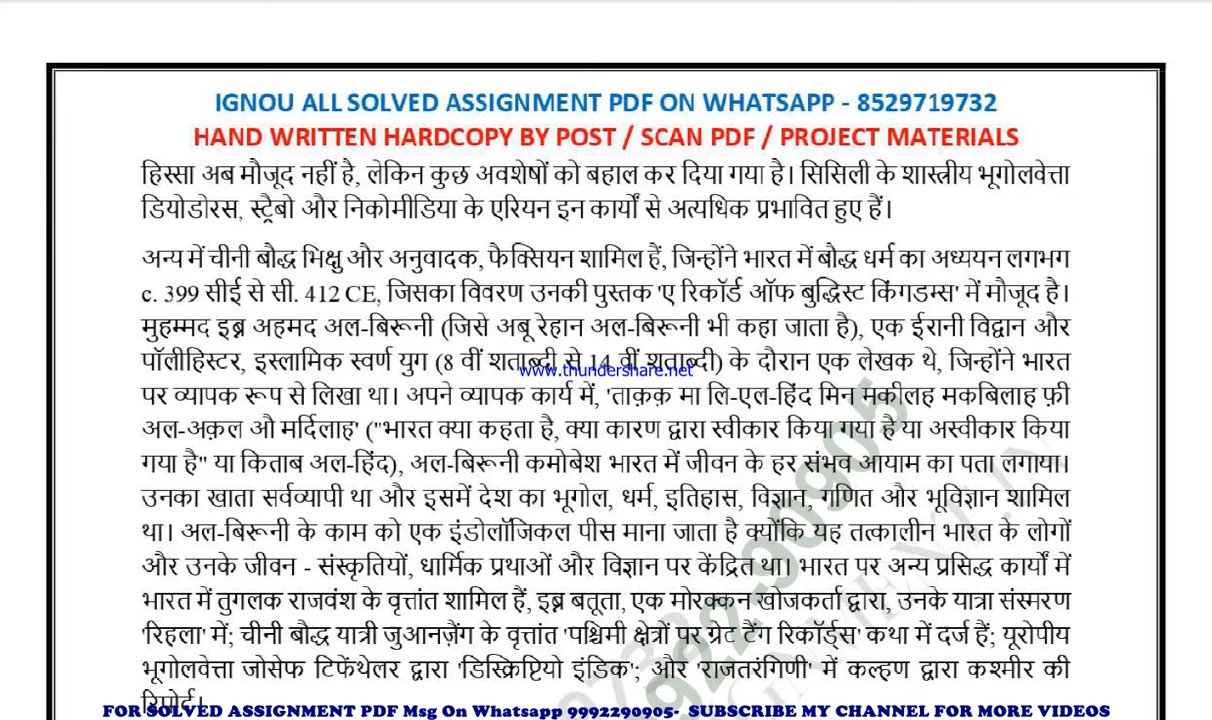 IGNOU ALL SOLVED ASSIGNMENT PDF ON WHATSAPP - 8529719732
HAND WRITTEN HARDCOPY BY POST / SCAN PDF / PROJECT MATERIALS
हिस्सा अब मौजूद नहीं है, लेकिन कुछ अवशेषों को बहाल कर दिया गया है। सिसिली के शास्त्रीय भूगोलवेत्ता
डियोडोरस, स्ट्रैबो और निकोमीडिया के एरियन इन कार्यों से अत्यधिक प्रभावित हुए हैं।
अन्य में चीनी बौद्ध भिक्षु और अनुवादक, फैक्सियन शामिल हैं, जिन्होंने भारत में बौद्ध धर्म का अध्ययन लगभग
c. 399 सीई से सी. 412 CE, जिसका विवरण उनकी पुस्तक 'ए रिकॉर्ड ऑफ बुद्धिस्ट किंगडम्स' में मौजूद है।
मुहम्मद इब्न अहमद अल-बिरूनी (जिसे अबू रेहान अल-बिरूनी भी कहा जाता है), एक ईरानी विद्वान और
पॉलीहिस्टर, इस्लामिक स्वर्ण युग (8 वीं शताब्दी से 14 वीं शताब्दी) के दौरान एक लेखक थे, जिन्होंने भारत
www.thundershare.net
पर व्यापक रूप से लिखा था। अपने व्यापक कार्य में, 'ताक़क़ मा लि-एल-हिंद मिन मकीलह मकबिलाह फ़ी
अल-अक़ल औ मर्दिलाह' ("भारत क्या कहता है, क्या कारण द्वारा स्वीकार किया गया है या अस्वीकार किया
गया है" या किताब अल-हिंद), अल-बिरूनी कमोबेश भारत में जीवन के हर संभव आयाम का पता लगाया।
उनका खाता सर्वव्यापी था और इसमें देश का भूगोल, धर्म, इतिहास, विज्ञान, गणित और भूविज्ञान शामिल
था। अल-बिरूनी के काम को एक इंडोलॉजिकल पीस माना जाता है क्योंकि यह तत्कालीन भारत के लोगों
और उनके जीवन - संस्कृतियों, धार्मिक प्रथाओं और विज्ञान पर केंद्रित था। भारत पर अन्य प्रसिद्ध कार्यों में
भारत में तुगलक राजवंश के वृत्तांत शामिल हैं, इब्न बतूता, एक मोरक्कन खोजकर्ता द्वारा, उनके यात्रा संस्मरण
'रिहला' में; चीनी बौद्ध यात्री जुआनज़ैंग के वृत्तांत 'पश्चिमी क्षेत्रों पर ग्रेट टैंग रिकॉर्ड्स' कथा में दर्ज हैं; यूरोपीय
भूगोलवेत्ता जोसेफ टिफेंथेलर द्वारा 'डिस्क्रिप्टियो इंडिक'; और 'राजतरंगिणी' में कल्हण द्वारा कश्मीर की
रिपोर्ट।
FOR SOLVED ASSIGNMENT PDF Msg On Whatsapp 9992290905- SUBSCRIBE MY CHANNEL FOR MORE VIDEOS